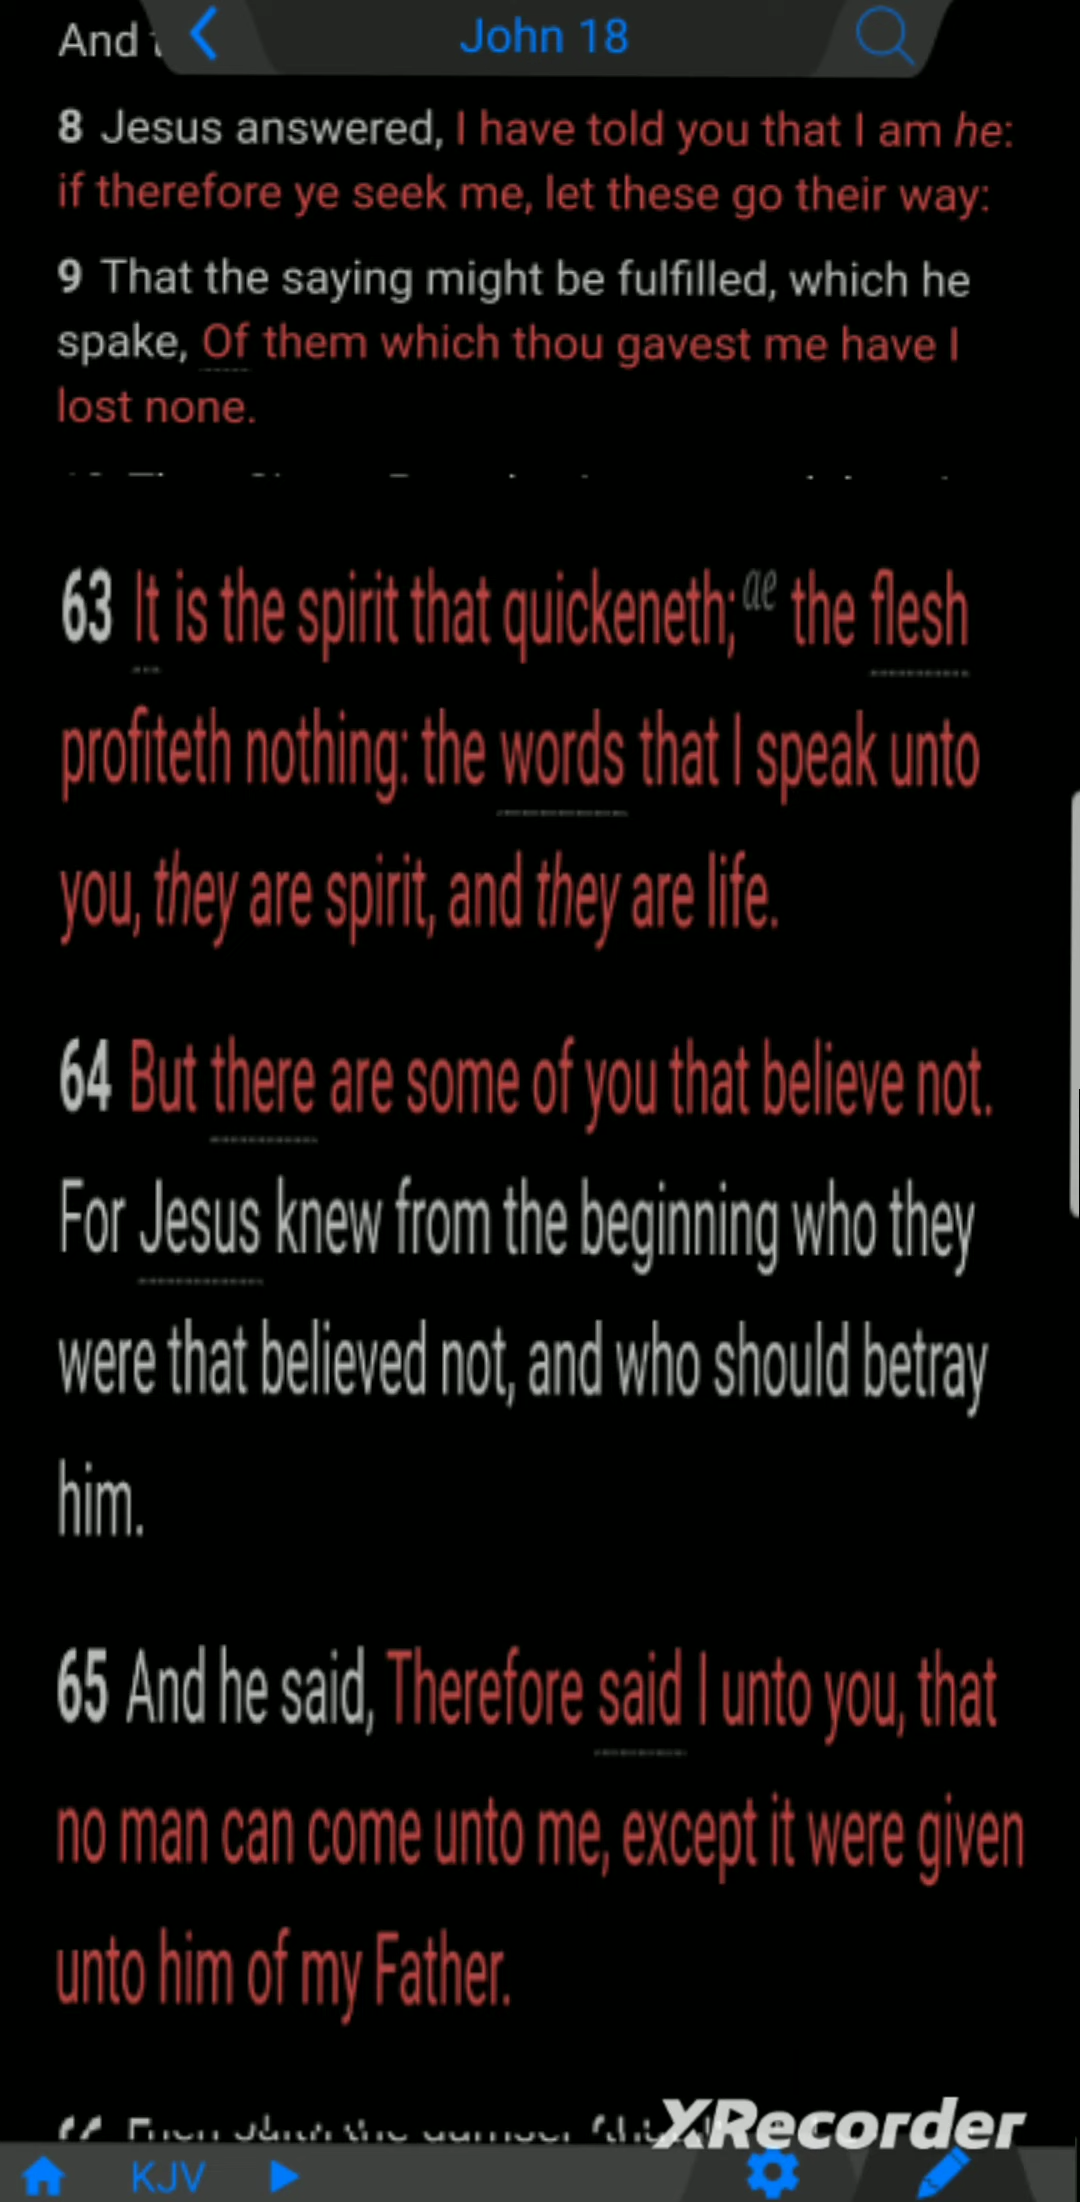 And
John 18
8 Jesus answered, I have told you that I am he:
if therefore ye seek me, let these go their way:
9 That the saying might be fulfilled, which he
spake, Of them which thou gavest me have I
lost none.
63 It is the spirit that quickeneth;ae the flesh
profiteth nothing: the words that I speak unto
you, they are spirit, and they are life.
64 But there are some of you that believe not.
For Jesus knew from the beginning who they
were that believed not, and who should betray
him.
65 And he said, Therefore said I unto you, that
no man can come unto me, except it were given
unto him of my Father.
XRecorder
KJV